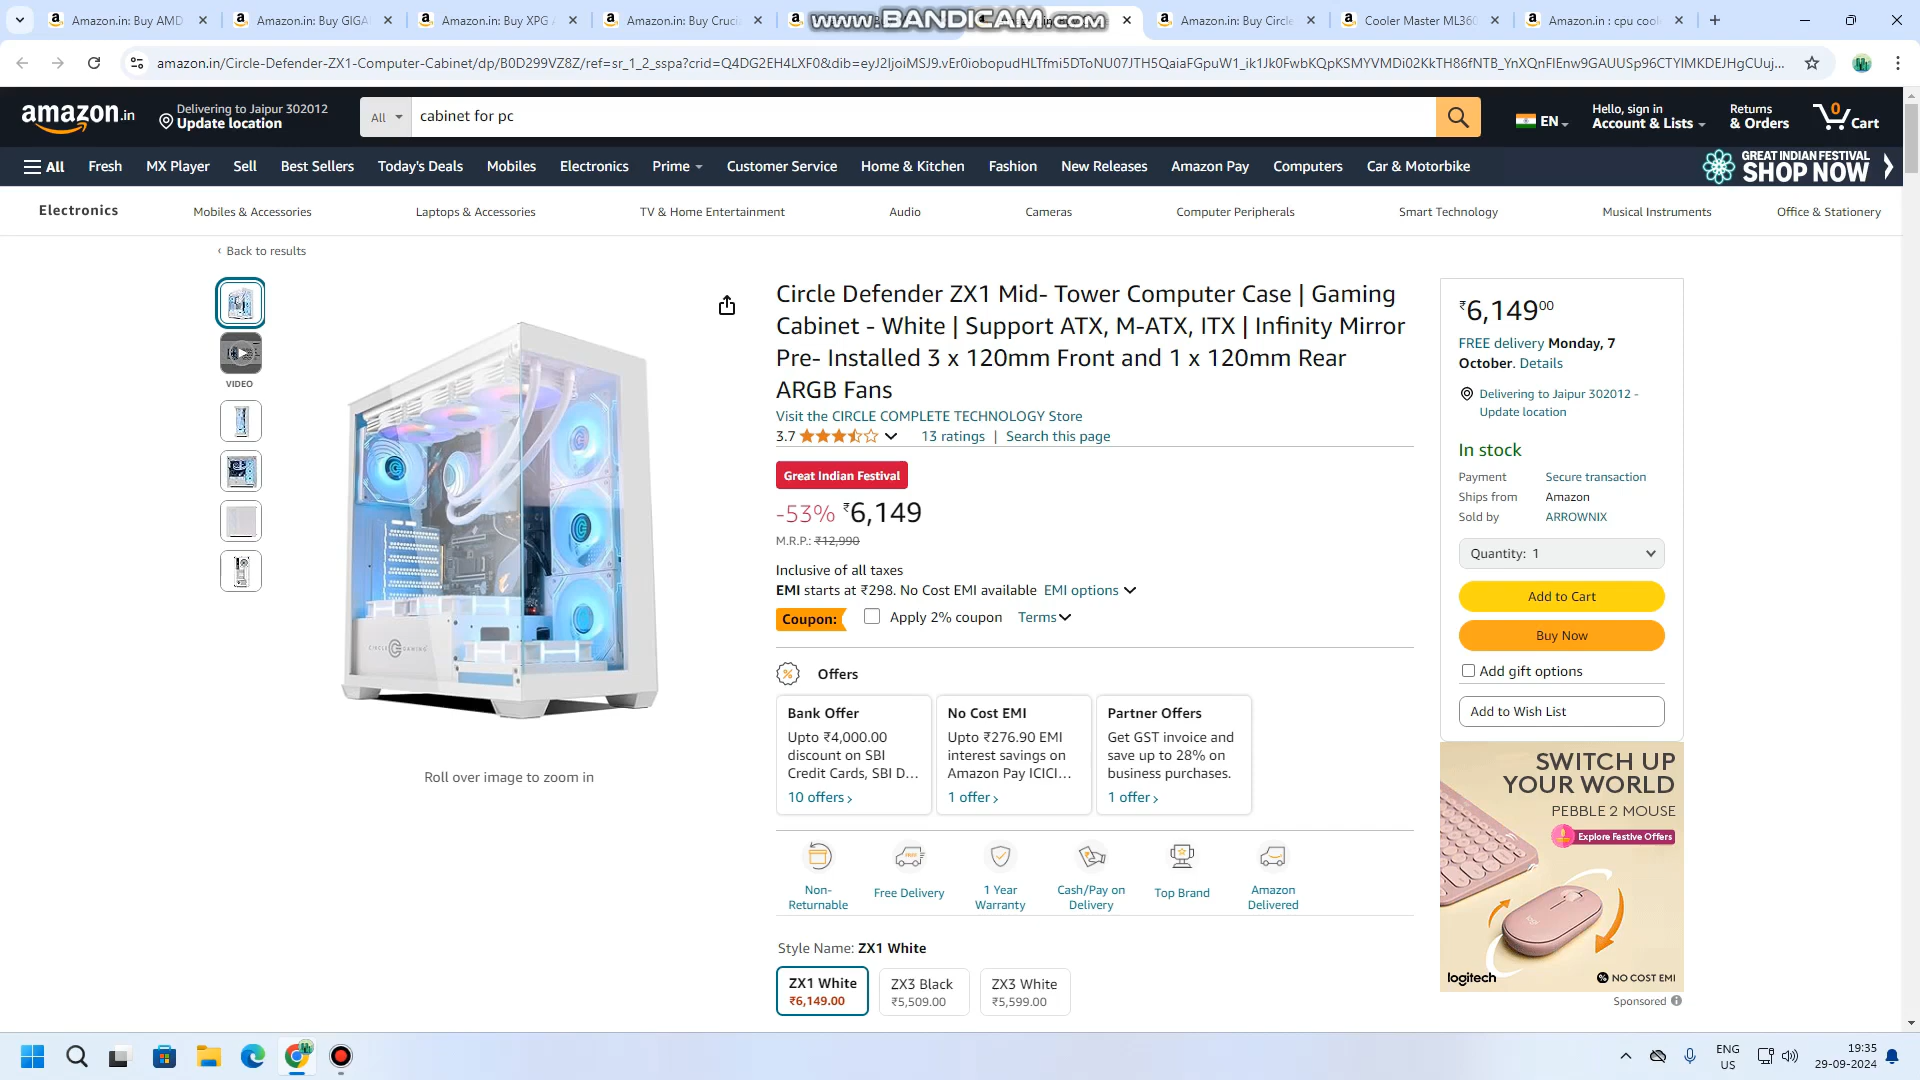 Amazon.in: Buy AMD
Amazon.in: Buy GIGA
Amazon.in: Buy XPG
Amazon.in: Buy Cruci
www.BANDICAM.com
Amazon.in: Buy Circle
Cooler Master ML360
Amazon.in : cpu cool
amazon.in/Circle-Defender-ZX1-Computer-Cabinet/dp/B0D299VZ8Z/ref=sr_1_2_sspa?crid=Q4DG2EH4LXF0&dib=eyJ2IjoiMSJ9.vEr0iobopudHLTfmi5DToNU07JTH5QaiaFGpuW1_ik1Jk0FwbKQpKSMYVMDi02KkTH86fNTB_YnXQnFlEnw9GAUUSp96CTYIMKDEJHgCUuj...
amazon.in
Delivering to Jaipur 302012
Update location
All
cabinet for pc
EN
Hello, sign in
Account & Lists
Returns
& Orders
0
Cart
All
Fresh
MX Player
Sell
Best Sellers
Today's Deals
Mobiles
Electronics
Prime
Customer Service
Home & Kitchen
Fashion
New Releases
Amazon Pay
Computers
Car & Motorbike
GREAT INDIAN FESTIVAL
SHOP NOW
Electronics
Mobiles & Accessories
Laptops & Accessories
TV & Home Entertainment
Audio
Cameras
Computer Peripherals
Smart Technology
Musical Instruments
Office & Stationery
‹ Back to results
VIDEO
CIRCLE GAMING
Roll over image to zoom in
Circle Defender ZX1 Mid- Tower Computer Case | Gaming
Cabinet - White | Support ATX, M-ATX, ITX | Infinity Mirror
Pre- Installed 3 x 120mm Front and 1 x 120mm Rear
ARGB Fans
Visit the CIRCLE COMPLETE TECHNOLOGY Store
3.7
13 ratings | Search this page
Great Indian Festival
-53% ₹6,149
M.R.P.: ₹12,990
Inclusive of all taxes
EMI starts at ₹298. No Cost EMI available EMI options
Coupon:
Apply 2% coupon
Terms
Offers
Bank Offer
Upto ₹4,000.00
discount on SBI
Credit Cards, SBI D...
10 offers ›
No Cost EMI
Upto ₹276.90 EMI
interest savings on
Amazon Pay ICICI...
1 offer ›
Partner Offers
Get GST invoice and
save up to 28% on
business purchases.
1 offer ›
Non-
Returnable
Free Delivery
1 Year
Warranty
Cash/Pay on
Delivery
Top Brand
Amazon
Delivered
Style Name: ZX1 White
ZX1 White
₹6,149.00
ZX3 Black
₹5,509.00
ZX3 White
₹5,599.00
₹6,149 00
FREE delivery Monday, 7
October. Details
Delivering to Jaipur 302012 -
Update location
In stock
Payment
Secure transaction
Ships from
Amazon
Sold by
ARROWNIX
Quantity: 1
Add to Cart
Buy Now
Add gift options
Add to Wish List
SWITCH UP
YOUR WORLD
PEBBLE 2 MOUSE
Explore Festive Offers
logitech
NO COST EMI
Sponsored
ENG
US
19:35
29-09-2024